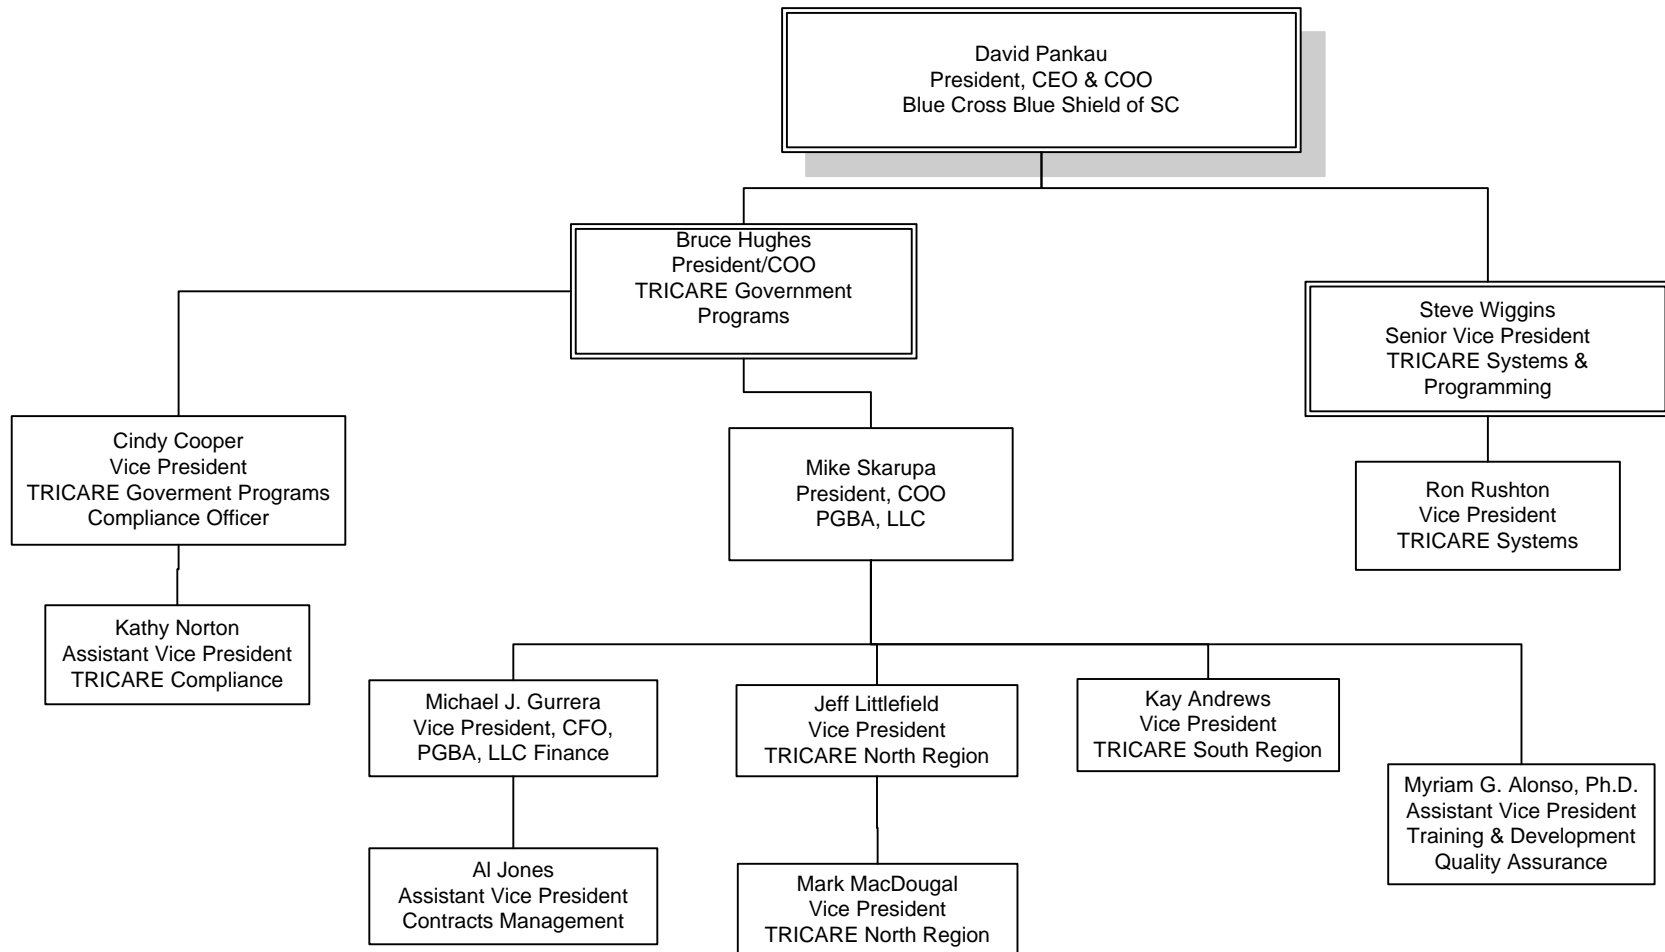 David Pankau
President, CEO & COO
Blue Cross Blue Shield of SC
Bruce Hughes
President/COO
TRICARE Government
Programs
Steve Wiggins
Senior Vice President
TRICARE Systems &
Programming
Cindy Cooper
Vice President
TRICARE Goverment Programs
Compliance Officer
Mike Skarupa
President, COO
PGBA, LLC
Ron Rushton
Vice President
TRICARE Systems
Kathy Norton
Assistant Vice President
TRICARE Compliance
Michael J. Gurrera
Vice President, CFO,
PGBA, LLC Finance
Jeff Littlefield
Vice President
TRICARE North Region
Kay Andrews
Vice President
TRICARE South Region
Myriam G. Alonso, Ph.D.
Assistant Vice President
Training & Development
Quality Assurance
Al Jones
Assistant Vice President
Contracts Management
Mark MacDougal
Vice President
TRICARE North Region